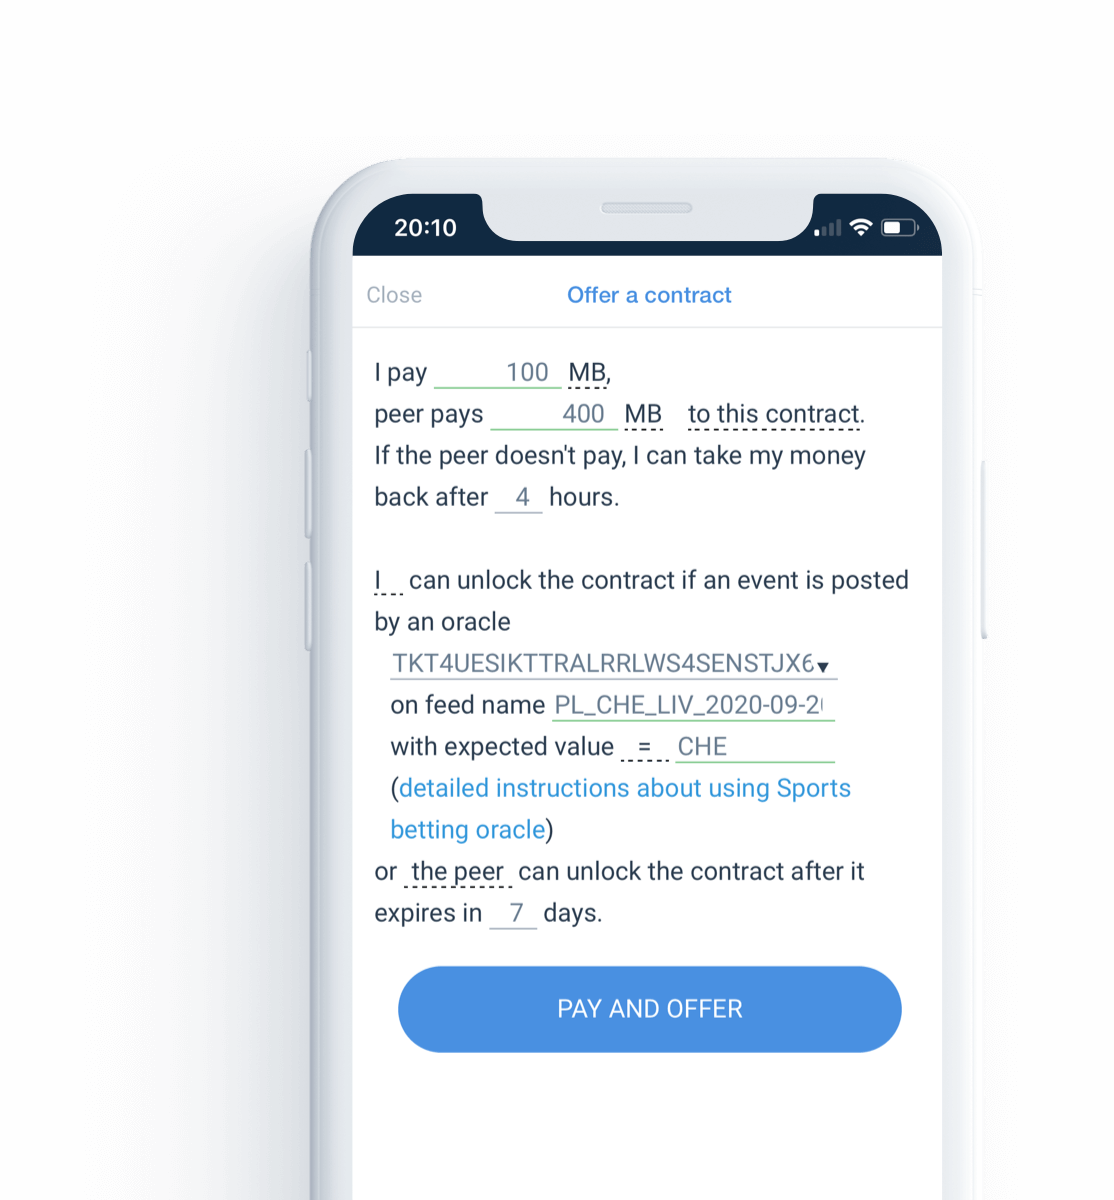 20:10
Close Offer a contract
I pay 100 MB,
peer pays 400 MB to this contract.
If the peer doesn't pay, I can take my money
back after 4 hours.
I can unlock the contract if an event is posted
by an oracle
TKT4UESIKTTRALRRLWS4SENSTJX6
on feed name PL_CHE_LIV_2020-09-2
with expected value = CHE
(detailed instructions about using Sports
betting oracle)
or the peer can unlock the contract after it
expires in 7 days.
PAY AND OFFER